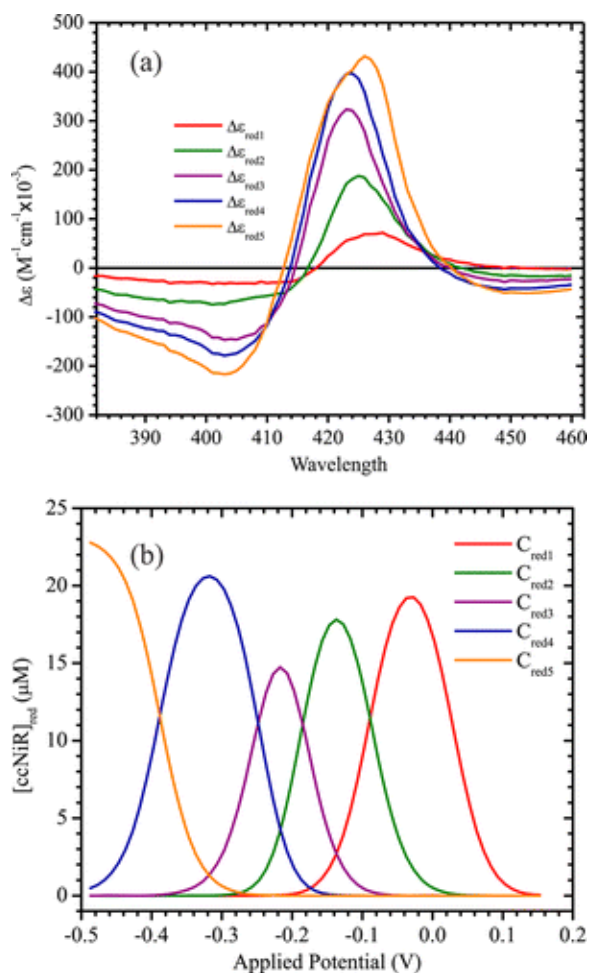 500
400
300
200
100
0
-100
-200
-300
Δε (M⁻¹cm⁻¹x10⁻³)
(a)
Δε_red1
Δε_red2
Δε_red3
Δε_red4
Δε_red5
390 400 410 420 430 440 450 460
Wavelength
25
20
15
10
5
0
[ccNiR]_red (μM)
(b)
C_red1
C_red2
C_red3
C_red4
C_red5
-0.5 -0.4 -0.3 -0.2 -0.1 0.0 0.1 0.2
Applied Potential (V)